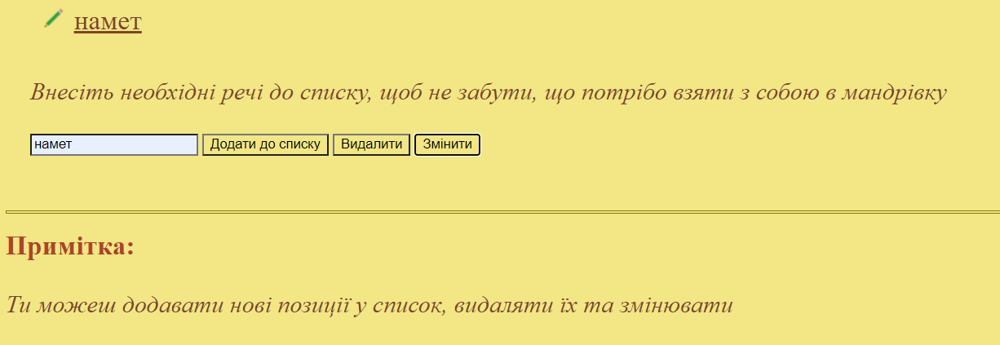 намет
Внесіть необхідні речі до списку, щоб не забути, що потрібо взяти з собою в мандрівку
намет Додати до списку Видалити Змінити
Примітка:
Ти можеш додавати нові позиції у список, видаляти їх та змінювати